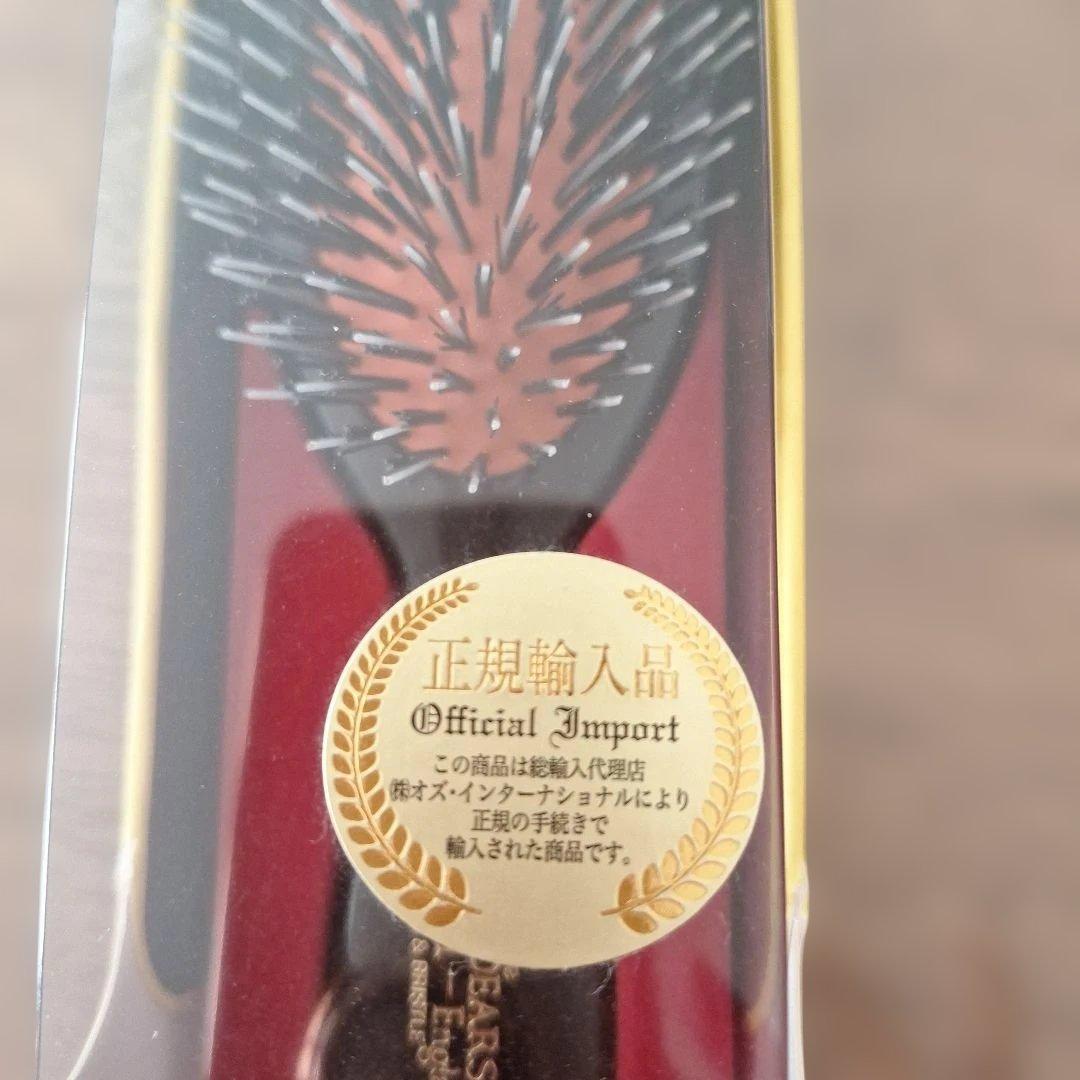 正規輸入品
Official Import
この商品は総輸入代理店
㈱オズ・インターナショナルにより
正規の手続きで
輸入された商品です。
& BRISTLE